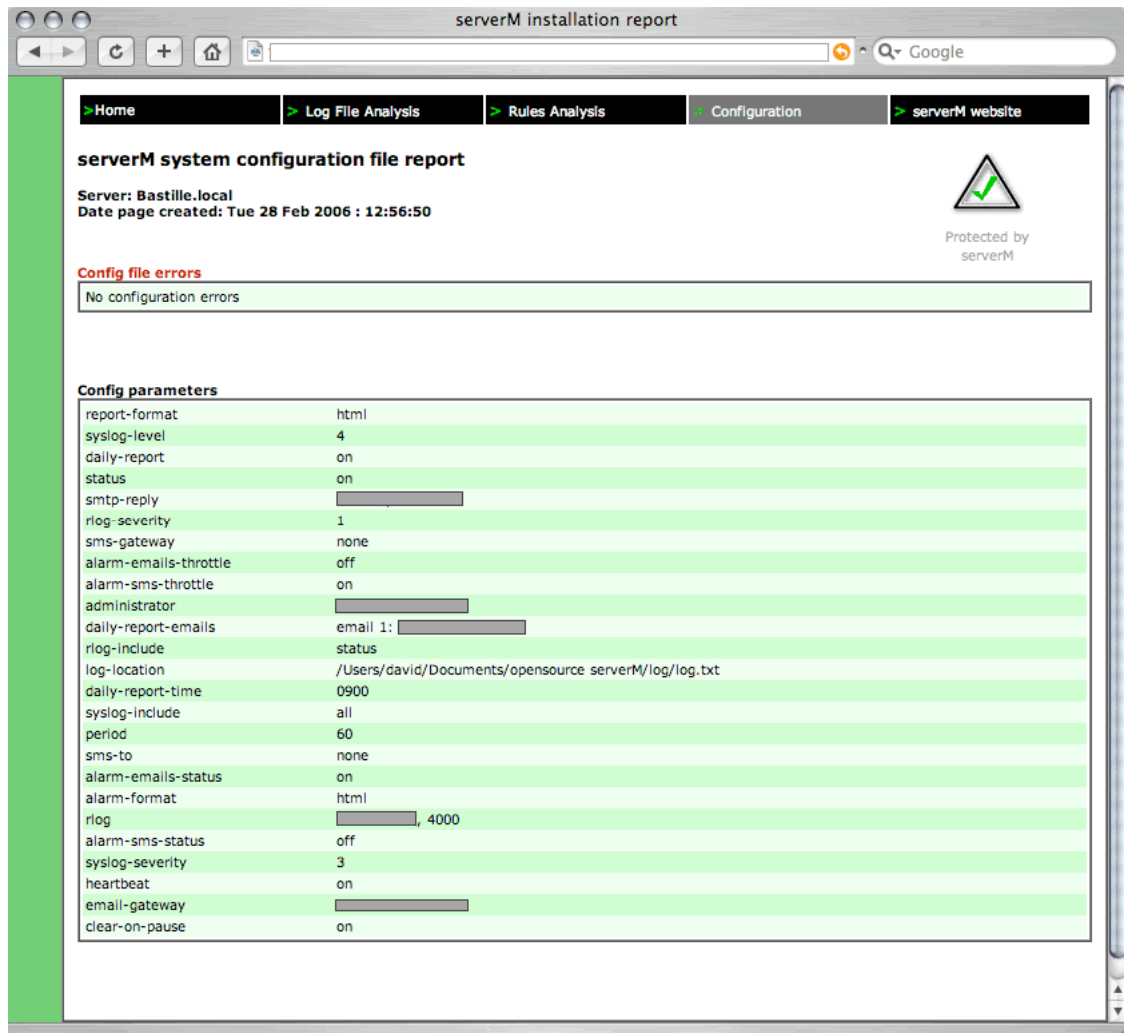 serverM installation report
Google
>Home > Log File Analysis > Rules Analysis > Configuration > serverM website
serverM system configuration file report
Server: Bastille.local
Date page created: Tue 28 Feb 2006 : 12:56:50
Protected by
serverM
Config file errors
No configuration errors
Config parameters
report-format html
syslog-level 4
daily-report on
status on
smtp-reply
rlog-severity 1
sms-gateway none
alarm-emails-throttle off
alarm-sms-throttle on
administrator
daily-report-emails email 1:
rlog-include status
log-location /Users/david/Documents/opensource serverM/log/log.txt
daily-report-time 0900
syslog-include all
period 60
sms-to none
alarm-emails-status on
alarm-format html
rlog , 4000
alarm-sms-status off
syslog-severity 3
heartbeat on
email-gateway
clear-on-pause on